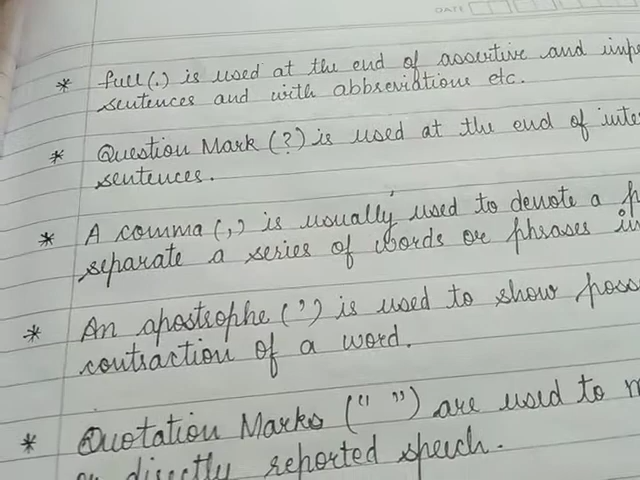 DATE
full (.) is used at the end of assertive and
sentences and with abbreviations etc.
Question Mark (?) is used at the end of
sentences.
A comma (,) is usually used to denote a
separate a series of words or phrases
An apostrophe (') is used to show
contraction of a word.
Quotation Marks (" ") are used to
or directly reported speech.